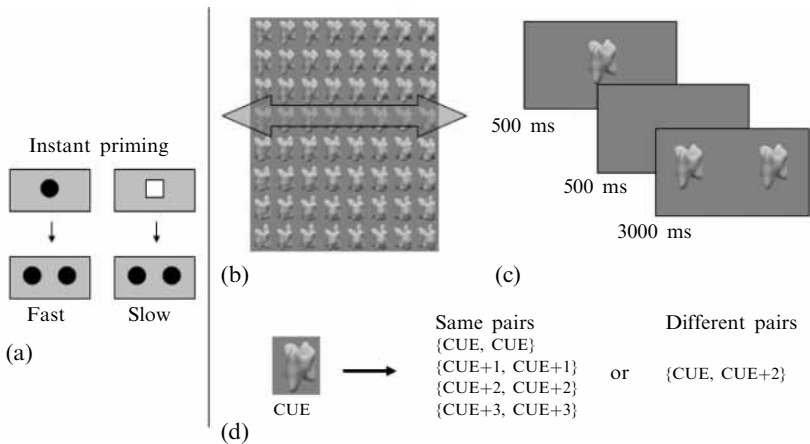 Instant priming
Fast Slow
(a)
(b)
500 ms
500 ms
3000 ms
(c)
CUE
Same pairs
{CUE, CUE}
{CUE+1, CUE+1}
{CUE+2, CUE+2}
{CUE+3, CUE+3}
or
Different pairs
{CUE, CUE+2}
(d)